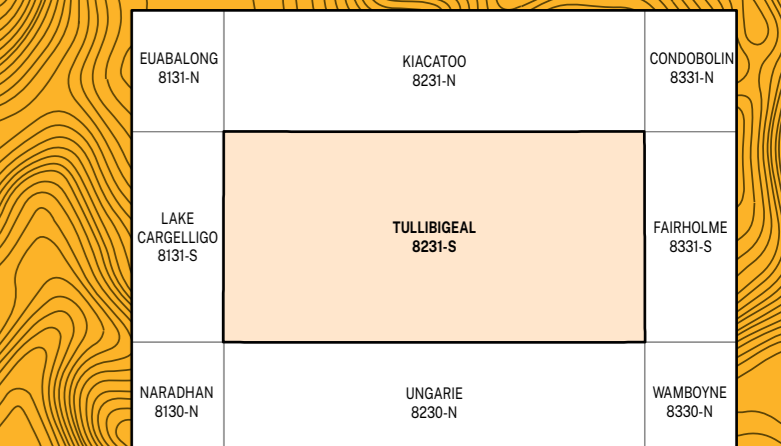 EUABALONG
8131-N
KIACATOO
8231-N
CONDOBOLIN
8331-N
LAKE
CARGELLIGO
8131-S
TULLIBIGEAL
8231-S
FAIRHOLME
8331-S
NARADHAN
8130-N
UNGARIE
8230-N
WAMBOYNE
8330-N